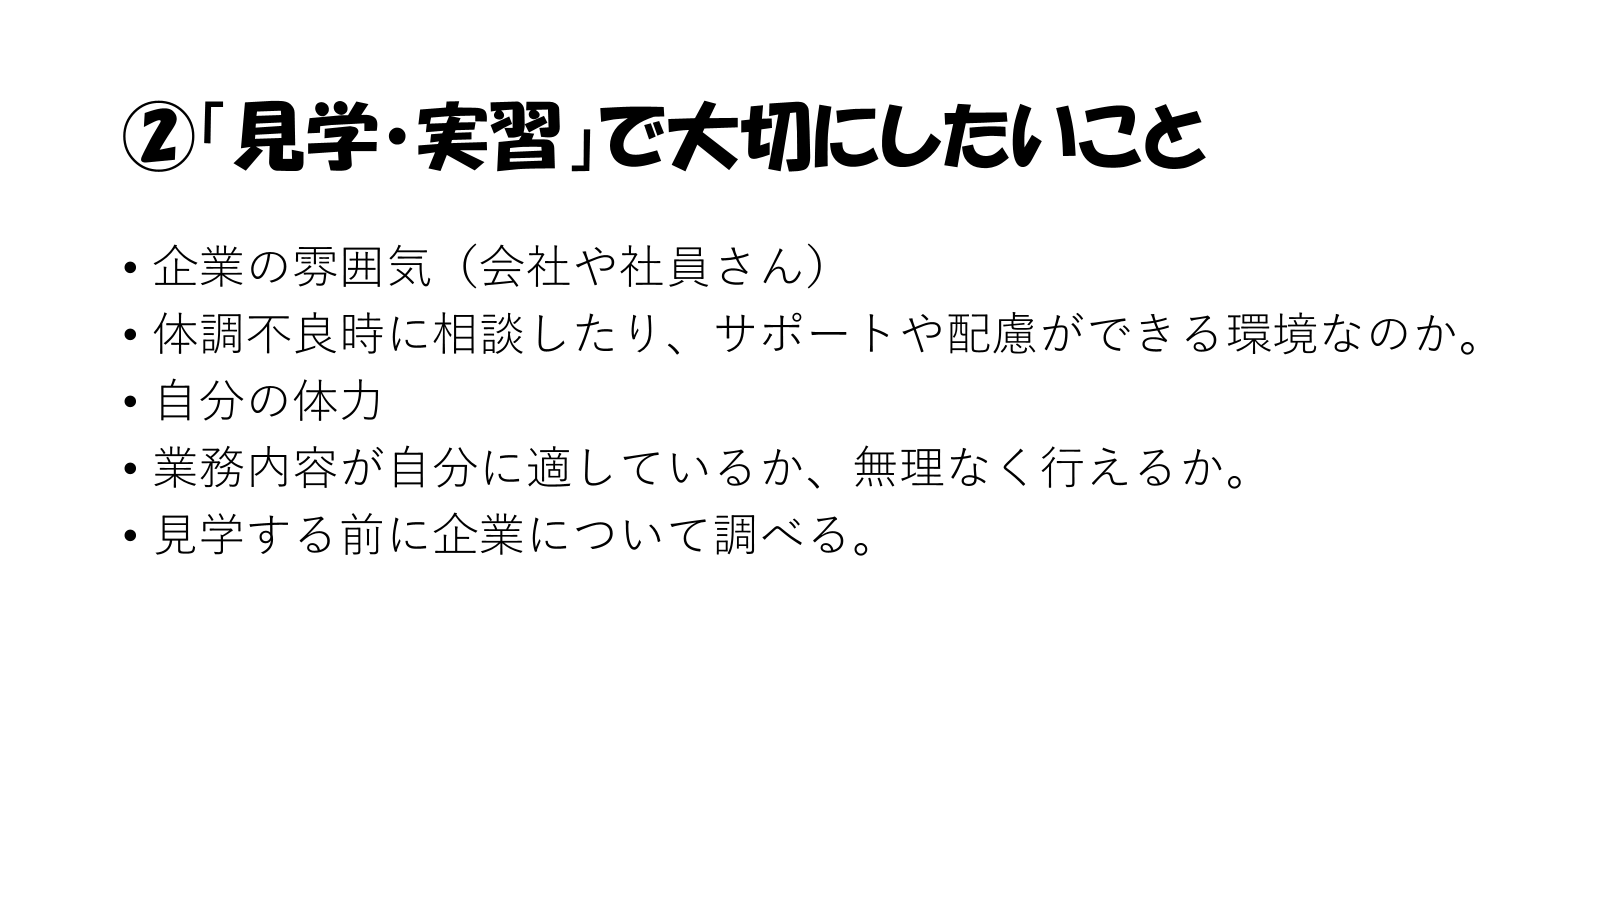 ②「見学・実習」で大切にしたいこと
• 企業の雰囲気（会社や社員さん）
• 体調不良時に相談したり、サポートや配慮ができる環境なのか。
• 自分の体力
• 業務内容が自分に適しているか、無理なく行えるか。
• 見学する前に企業について調べる。